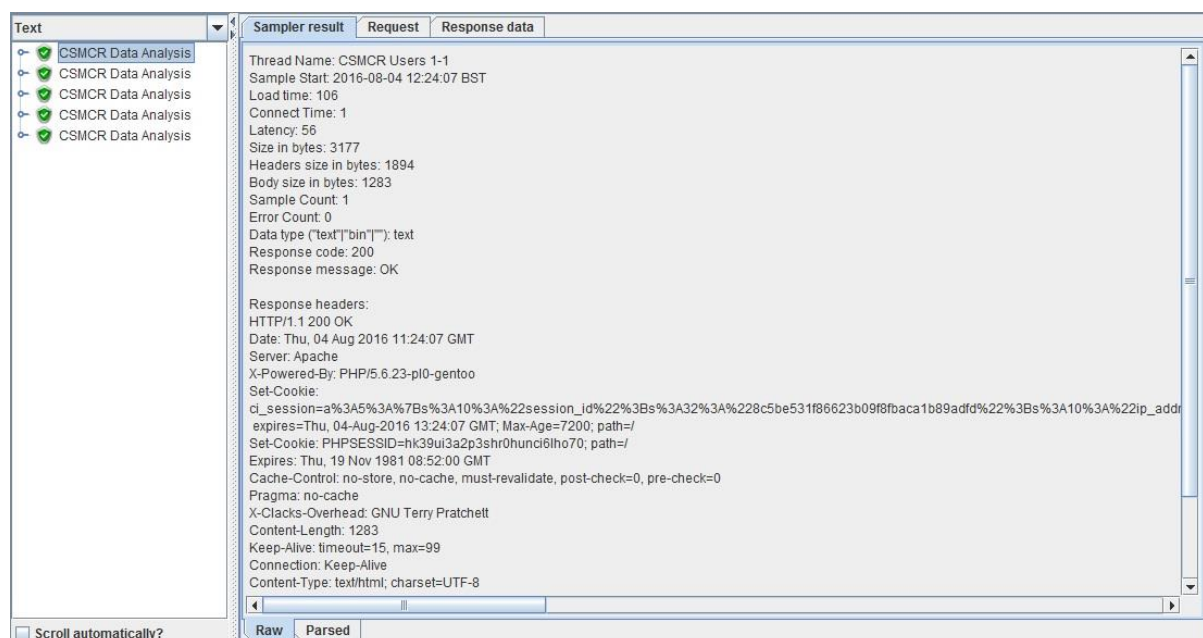 Text
CSMCR Data Analysis
CSMCR Data Analysis
CSMCR Data Analysis
CSMCR Data Analysis
CSMCR Data Analysis
Scroll automatically?
Sampler result Request Response data
Thread Name: CSMCR Users 1-1
Sample Start: 2016-08-04 12:24:07 BST
Load time: 106
Connect Time: 1
Latency: 56
Size in bytes: 3177
Headers size in bytes: 1894
Body size in bytes: 1283
Sample Count: 1
Error Count: 0
Data type ("text"|"bin"|""): text
Response code: 200
Response message: OK
Response headers:
HTTP/1.1 200 OK
Date: Thu, 04 Aug 2016 11:24:07 GMT
Server: Apache
X-Powered-By: PHP/5.6.23-pl0-gentoo
Set-Cookie:
ci_session=a%3A5%3A%7Bs%3A10%3A%22session_id%22%3Bs%3A32%3A%228c5be531f86623b09f8fbaca1b89adfd%22%3Bs%3A10%3A%22ip_addr
expires=Thu, 04-Aug-2016 13:24:07 GMT; Max-Age=7200; path=/
Set-Cookie: PHPSESSID=hk39ui3a2p3shr0hunci6lho70; path=/
Expires: Thu, 19 Nov 1981 08:52:00 GMT
Cache-Control: no-store, no-cache, must-revalidate, post-check=0, pre-check=0
Pragma: no-cache
X-Clacks-Overhead: GNU Terry Pratchett
Content-Length: 1283
Keep-Alive: timeout=15, max=99
Connection: Keep-Alive
Content-Type: text/html; charset=UTF-8
Raw Parsed